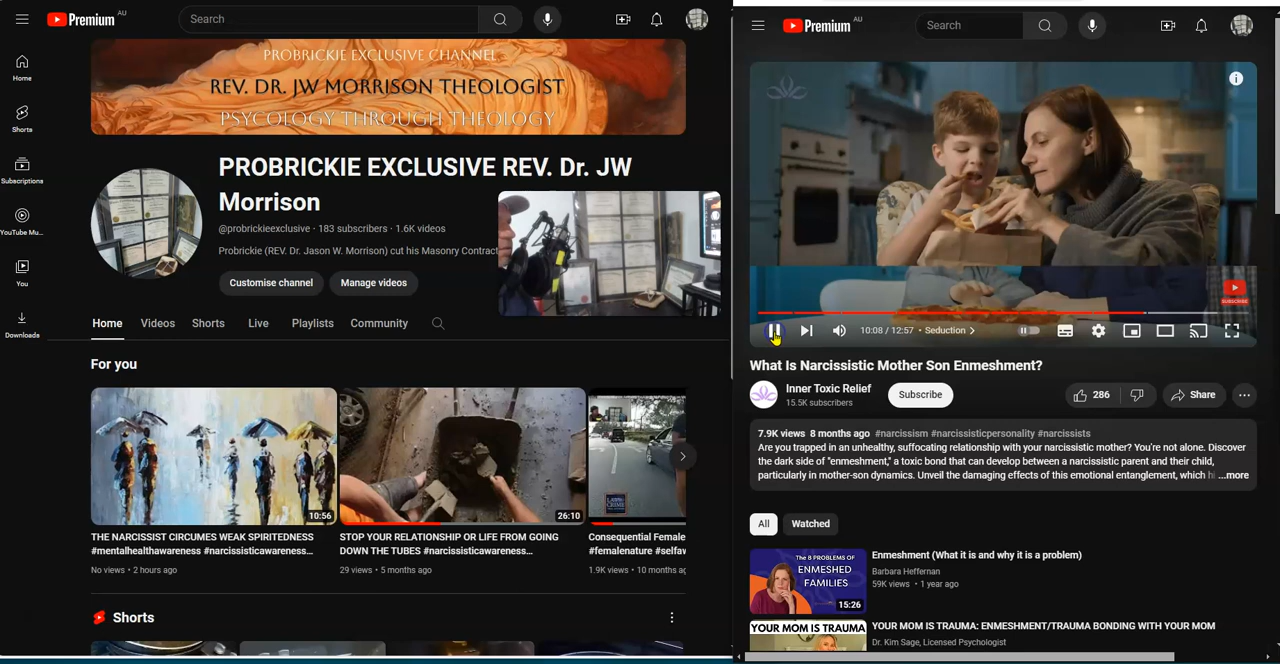 Premium AU
Search
Home
Shorts
Subscriptions
YouTube Mu...
You
Downloads
PROBRICKIE EXCLUSIVE CHANNEL
REV. DR. JW MORRISON THEOLOGIST
PSYCOLOGY THROUGH THEOLOGY
PROBRICKIE EXCLUSIVE REV. Dr. JW
Morrison
@probrickieexclusive · 183 subscribers · 1.6K videos
Probrickie (REV. Dr. Jason W. Morrison) cut his Masonry Contract
Customise channel
Manage videos
Home Videos Shorts Live Playlists Community
For you
10:56
26:10
THE NARCISSIST CIRCUMES WEAK SPIRITEDNESS
#mentalhealthawareness #narcissisticawareness...
No views · 2 hours ago
STOP YOUR RELATIONSHIP OR LIFE FROM GOING
DOWN THE TUBES #narcissisticawareness...
29 views · 5 months ago
Consequential Female
#femalenature #selfaw
1.9K views · 10 months ag
Shorts
Premium AU
Search
SUBSCRIBE
10:08 / 12:57 · Seduction
What Is Narcissistic Mother Son Enmeshment?
Inner Toxic Relief
15.5K subscribers
Subscribe
286
Share
7.9K views 8 months ago #narcissism #narcissisticpersonality #narcissists
Are you trapped in an unhealthy, suffocating relationship with your narcissistic mother? You're not alone. Discover
the dark side of "enmeshment," a toxic bond that can develop between a narcissistic parent and their child,
particularly in mother-son dynamics. Unveil the damaging effects of this emotional entanglement, which hi ...more
All
Watched
The 8 PROBLEMS OF
ENMESHED
FAMILIES
15:26
Enmeshment (What it is and why it is a problem)
Barbara Heffernan
59K views · 1 year ago
YOUR MOM IS TRAUMA
YOUR MOM IS TRAUMA: ENMESHMENT/TRAUMA BONDING WITH YOUR MOM
Dr. Kim Sage, Licensed Psychologist